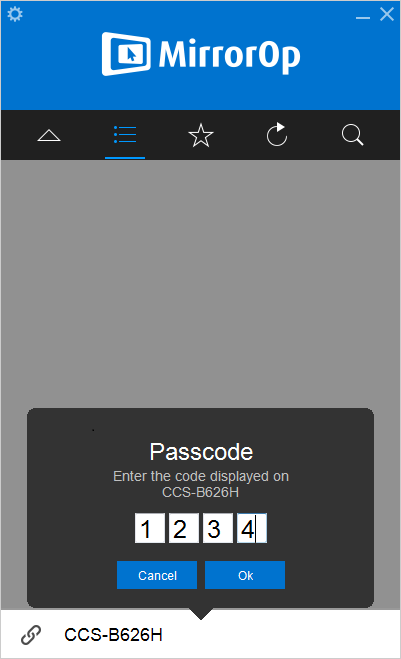 MirrorOp
Passcode
Enter the code displayed on
CCS-B626H
1 2 3 4
Cancel Ok
CCS-B626H